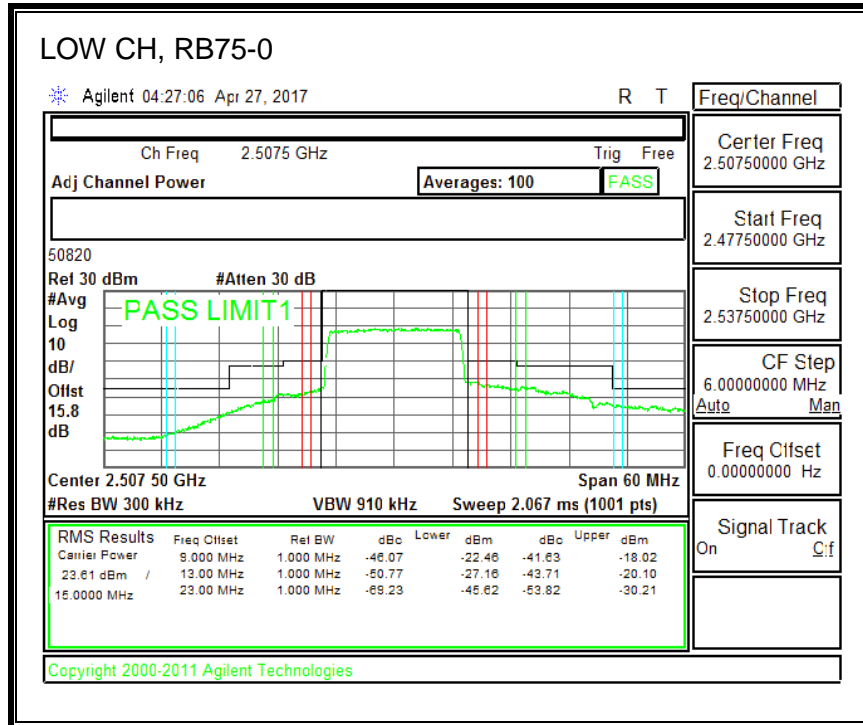 LOW CH, RB75-0
Agilent 04:27:06 Apr 27, 2017 R T
Freq/Channel
Ch Freq 2.5075 GHz Trig Free
Adj Channel Power Averages: 100 PASS
Center Freq
2.50750000 GHz
Start Freq
2.47750000 GHz
Stop Freq
2.53750000 GHz
CF Step
6.00000000 MHz
Auto Man
Freq Offset
0.00000000 Hz
Signal Track
On Off
50820
Ref 30 dBm #Atten 30 dB
#Avg
Log
10
dB/
Offst
15.8
dB
PASS LIMIT1
Center 2.507 50 GHz Span 60 MHz
#Res BW 300 kHz VBW 910 kHz Sweep 2.067 ms (1001 pts)
RMS Results Freq Offset Ref BW dBc Lower dBm dBc Upper dBm
Carrier Power 9.000 MHz 1.000 MHz -46.07 -22.46 -41.63 -18.02
23.61 dBm / 13.00 MHz 1.000 MHz -50.77 -27.16 -43.71 -20.10
15.0000 MHz 23.00 MHz 1.000 MHz -69.23 -45.62 -53.82 -30.21
Copyright 2000-2011 Agilent Technologies